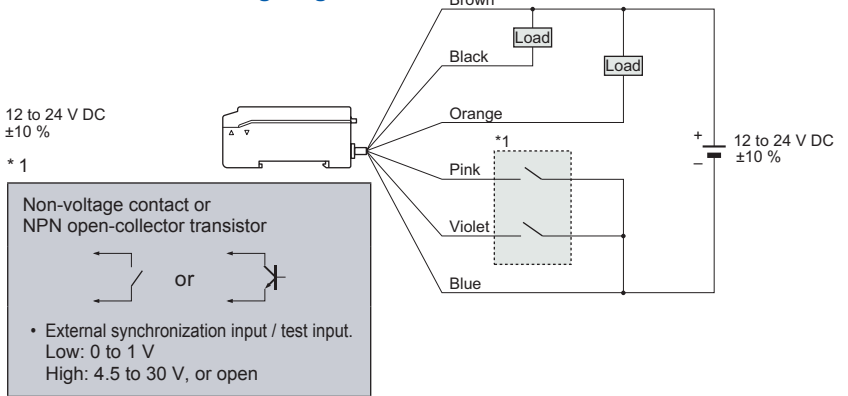 Brown
Load
Black
Load
Orange
12 to 24 V DC
±10 %
* 1
*1
+
–
12 to 24 V DC
±10 %
Pink
Violet
Blue
Non-voltage contact or
NPN open-collector transistor
or
• External synchronization input / test input.
Low: 0 to 1 V
High: 4.5 to 30 V, or open